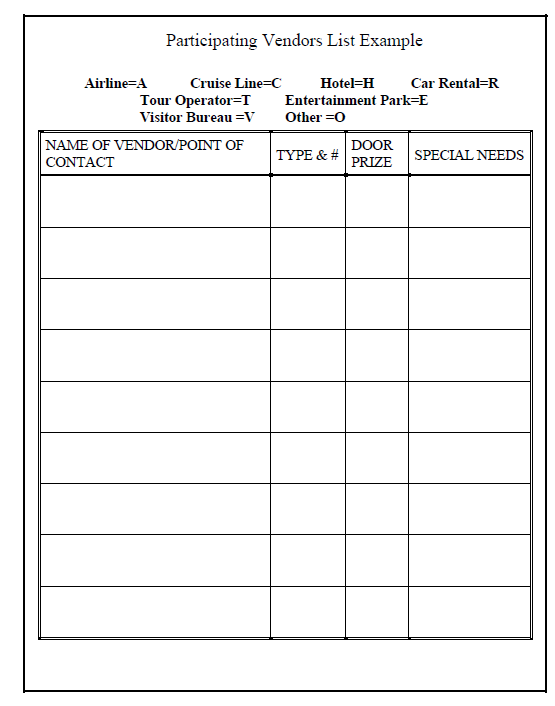 Participating Vendors List Example
Airline=A Cruise Line=C Hotel=H Car Rental=R
Tour Operator=T Entertainment Park=E
Visitor Bureau =V Other =O
NAME OF VENDOR/POINT OF
CONTACT
TYPE & #
DOOR
PRIZE
SPECIAL NEEDS